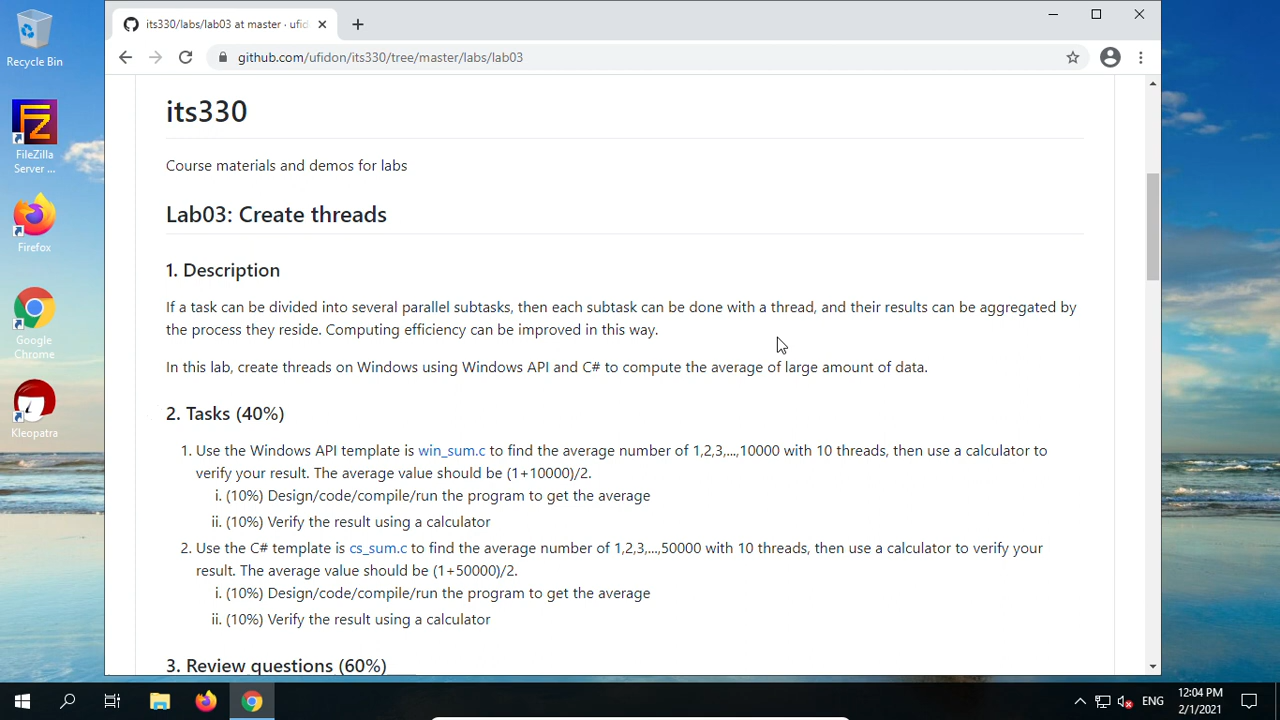 its330/labs/lab03 at master · ufid
github.com/ufidon/its330/tree/master/labs/lab03
Recycle Bin
FileZilla
Server ...
Firefox
Google
Chrome
Kleopatra
its330
Course materials and demos for labs
Lab03: Create threads
1. Description
If a task can be divided into several parallel subtasks, then each subtask can be done with a thread, and their results can be aggregated by
the process they reside. Computing efficiency can be improved in this way.
In this lab, create threads on Windows using Windows API and C# to compute the average of large amount of data.
2. Tasks (40%)
1. Use the Windows API template is win_sum.c to find the average number of 1,2,3,...,10000 with 10 threads, then use a calculator to
verify your result. The average value should be (1+10000)/2.
i. (10%) Design/code/compile/run the program to get the average
ii. (10%) Verify the result using a calculator
2. Use the C# template is cs_sum.c to find the average number of 1,2,3,...,50000 with 10 threads, then use a calculator to verify your
result. The average value should be (1+50000)/2.
i. (10%) Design/code/compile/run the program to get the average
ii. (10%) Verify the result using a calculator
3. Review questions (60%)
ENG
12:04 PM
2/1/2021